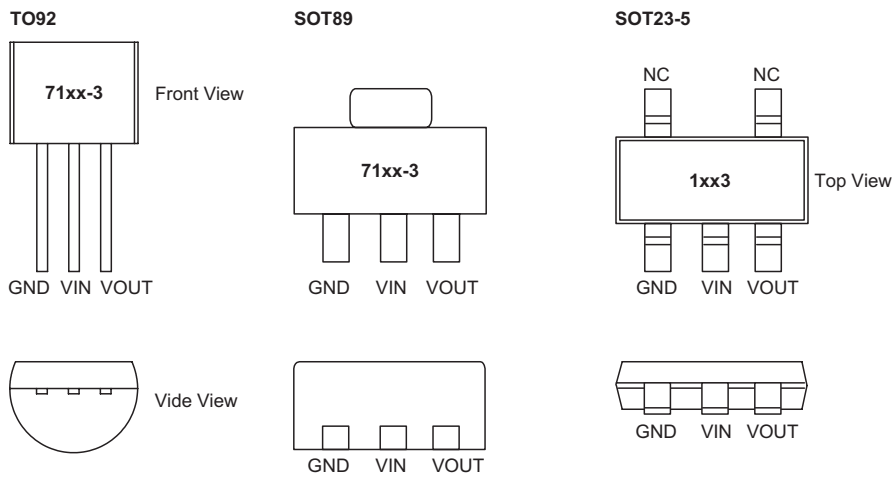 TO92
SOT89
SOT23-5
71xx-3
Front View
GND VIN VOUT
71xx-3
GND VIN VOUT
NC NC
1xx3
Top View
GND VIN VOUT
Vide View
GND VIN VOUT
GND VIN VOUT